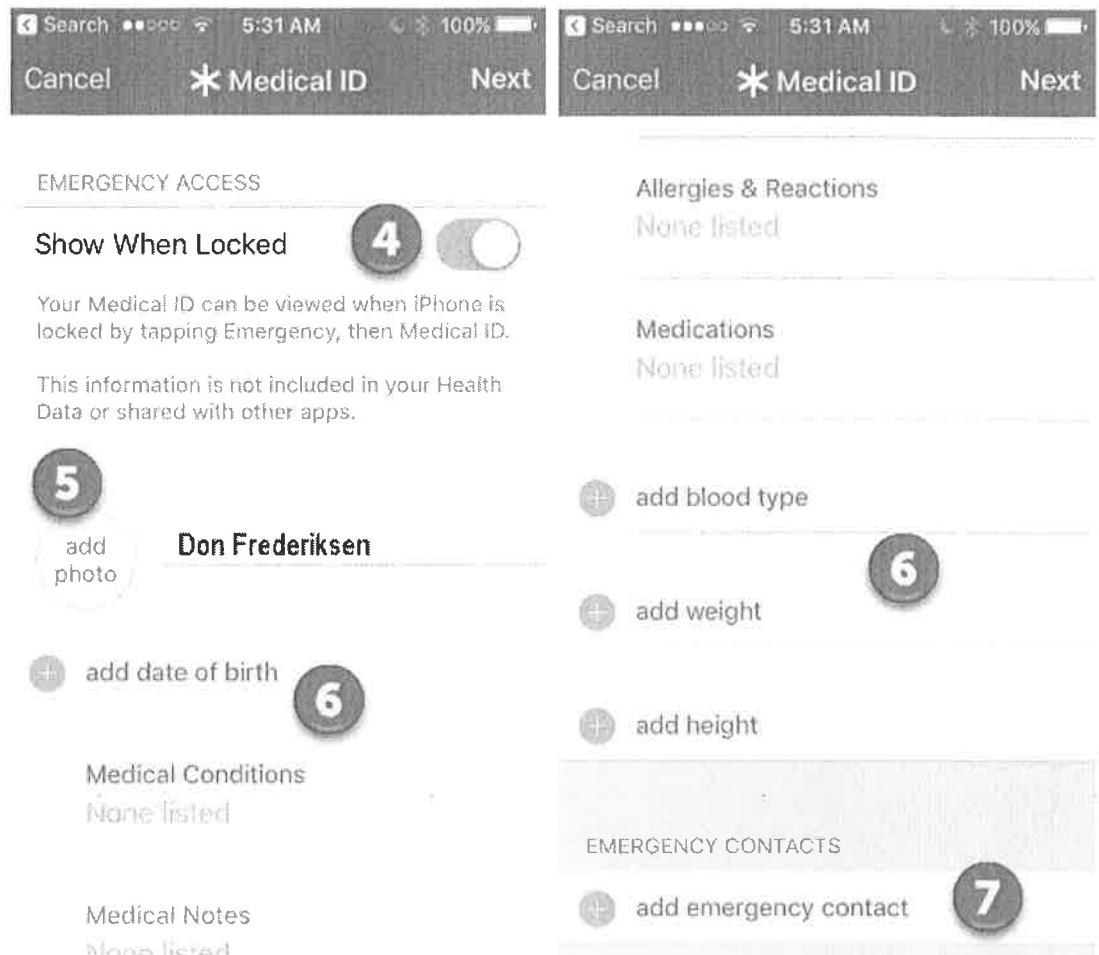 Search 5:31 AM 100%
Cancel Medical ID Next
EMERGENCY ACCESS
Show When Locked 4
Your Medical ID can be viewed when iPhone is
locked by tapping Emergency, then Medical ID.
This information is not included in your Health
Data or shared with other apps.
5
add
photo
Don Frederiksen
add date of birth
6
Medical Conditions
None listed
Medical Notes
None listed
Search 5:31 AM 100%
Cancel Medical ID Next
Allergies & Reactions
None listed
Medications
None listed
add blood type
6
add weight
add height
EMERGENCY CONTACTS
add emergency contact 7